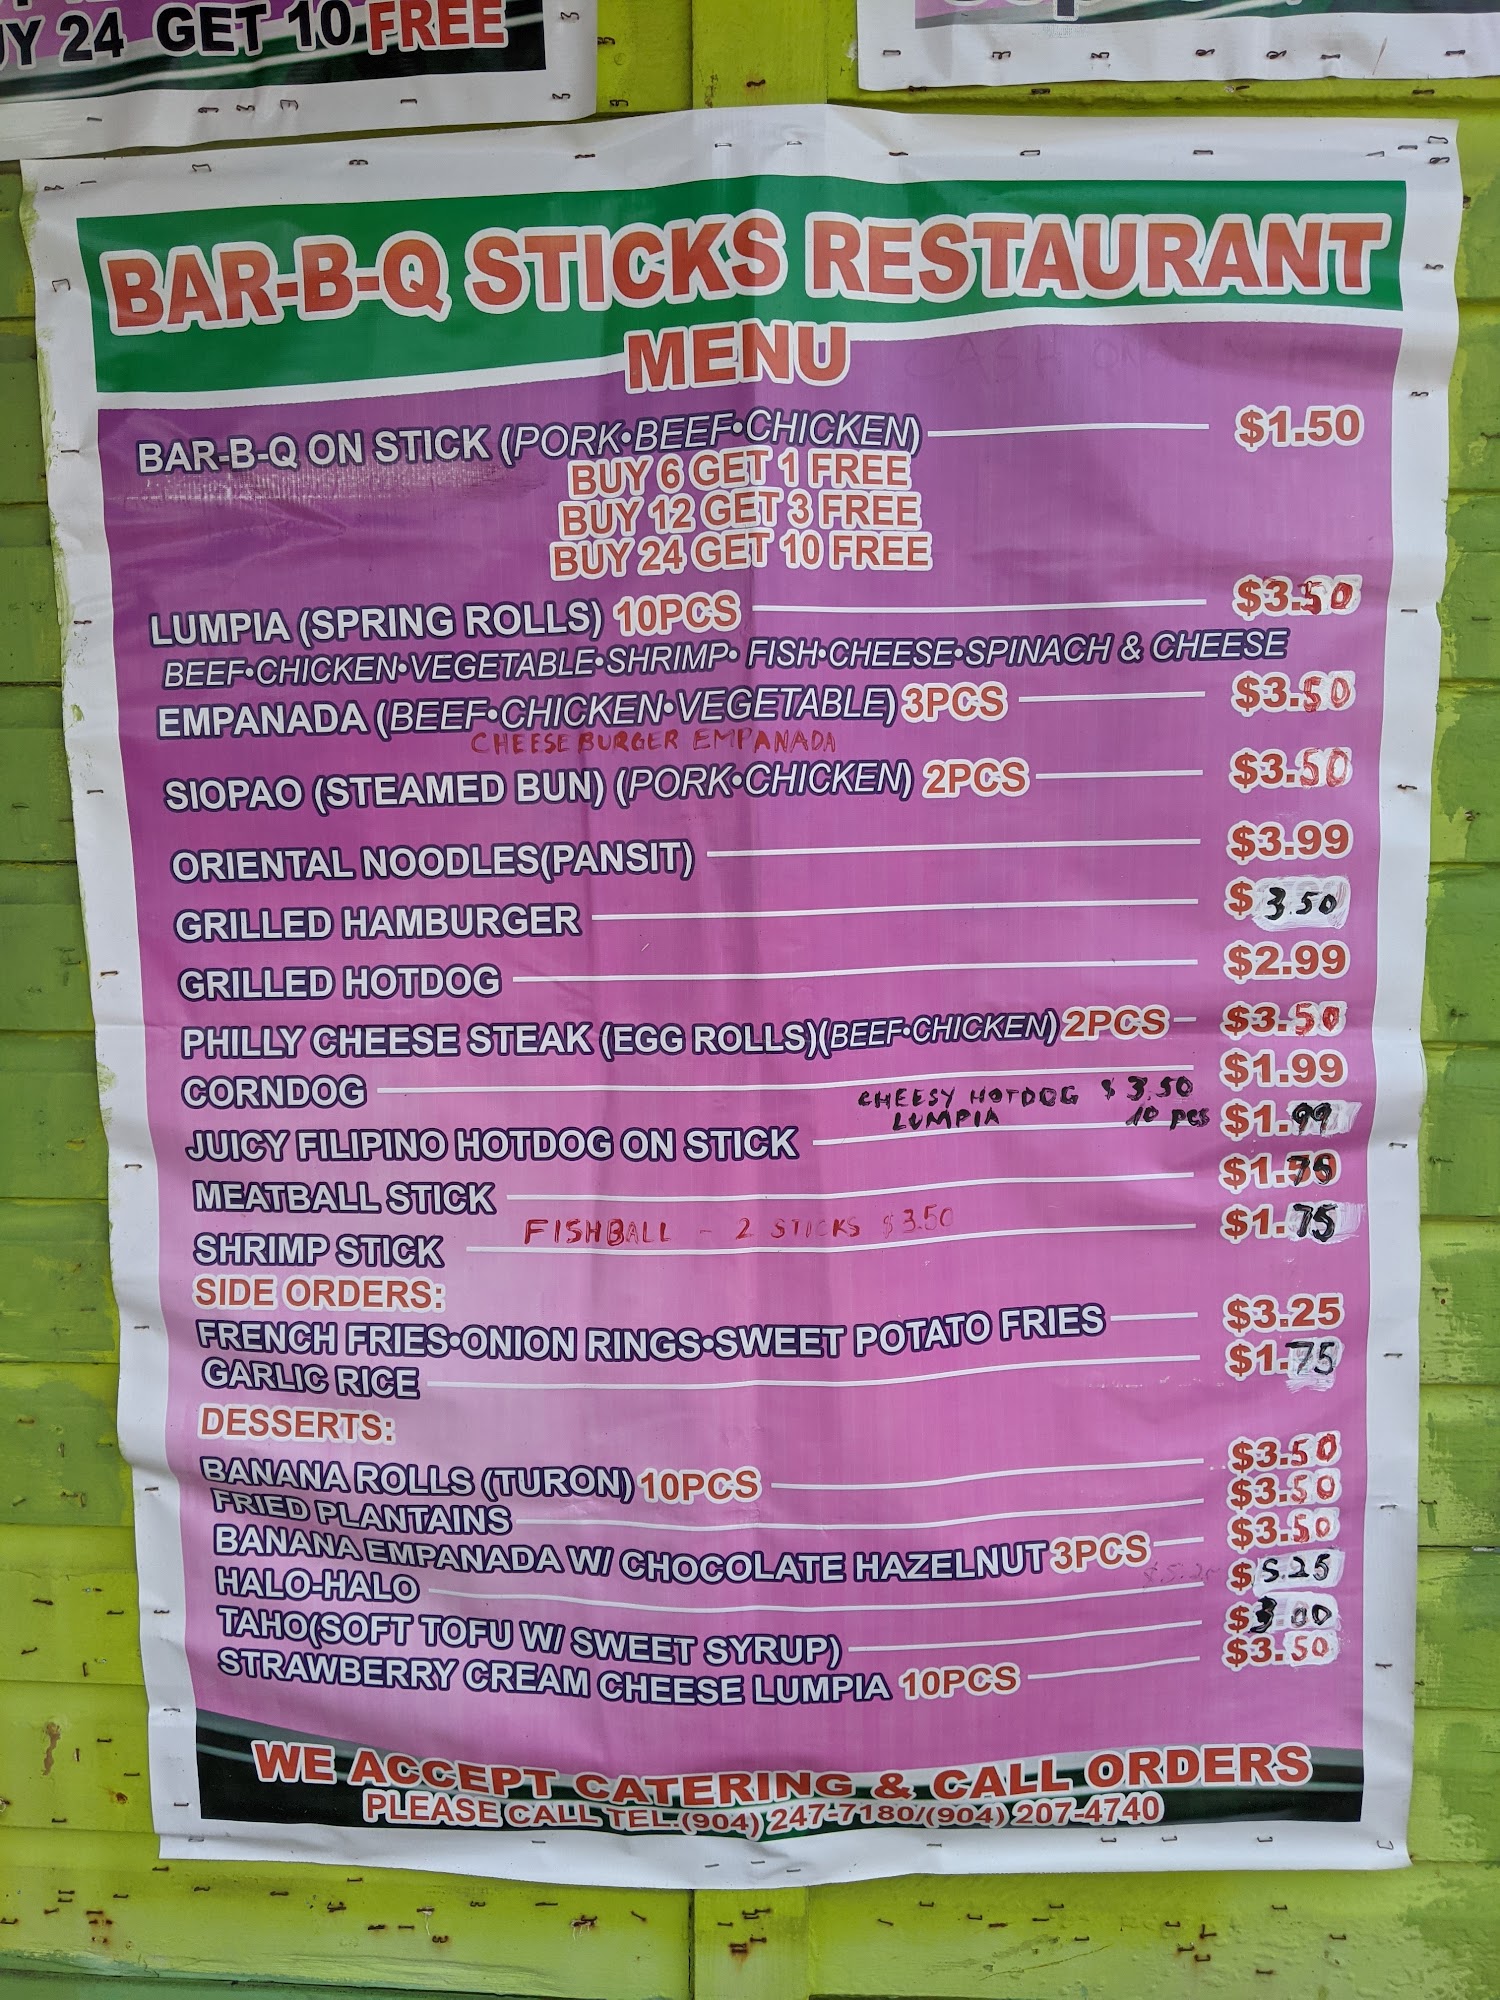 UY 24 GET 10 FREE
BAR-B-Q STICKS RESTAURANT
MENU
BAR-B-Q ON STICK (PORK•BEEF•CHICKEN) $1.50
BUY 6 GET 1 FREE
BUY 12 GET 3 FREE
BUY 24 GET 10 FREE
LUMPIA (SPRING ROLLS) 10PCS $3.50
BEEF•CHICKEN•VEGETABLE•SHRIMP• FISH•CHEESE•SPINACH & CHEESE
EMPANADA (BEEF•CHICKEN•VEGETABLE) 3PCS $3.50
CHEESE BURGER EMPANADA
SIOPAO (STEAMED BUN) (PORK•CHICKEN) 2PCS $3.50
ORIENTAL NOODLES(PANSIT) $3.99
GRILLED HAMBURGER $ 3.50
GRILLED HOTDOG $2.99
PHILLY CHEESE STEAK (EGG ROLLS)(BEEF•CHICKEN) 2PCS $3.50
CORNDOG $1.99
CHEESY HOTDOG $ 3.50
LUMPIA 10 pcs
JUICY FILIPINO HOTDOG ON STICK $1.99
MEATBALL STICK $1.75
FISHBALL - 2 STICKS $3.50
SHRIMP STICK $1.75
SIDE ORDERS:
FRENCH FRIES•ONION RINGS•SWEET POTATO FRIES $3.25
GARLIC RICE $1.75
DESSERTS:
BANANA ROLLS (TURON) 10PCS $3.50
FRIED PLANTAINS $3.50
BANANA EMPANADA W/ CHOCOLATE HAZELNUT 3PCS $3.50
HALO-HALO $ 5.25
TAHO(SOFT TOFU W/ SWEET SYRUP) $3.00
STRAWBERRY CREAM CHEESE LUMPIA 10PCS $3.50
WE ACCEPT CATERING & CALL ORDERS
PLEASE CALL TEL.(904) 247-7180/(904) 207-4740